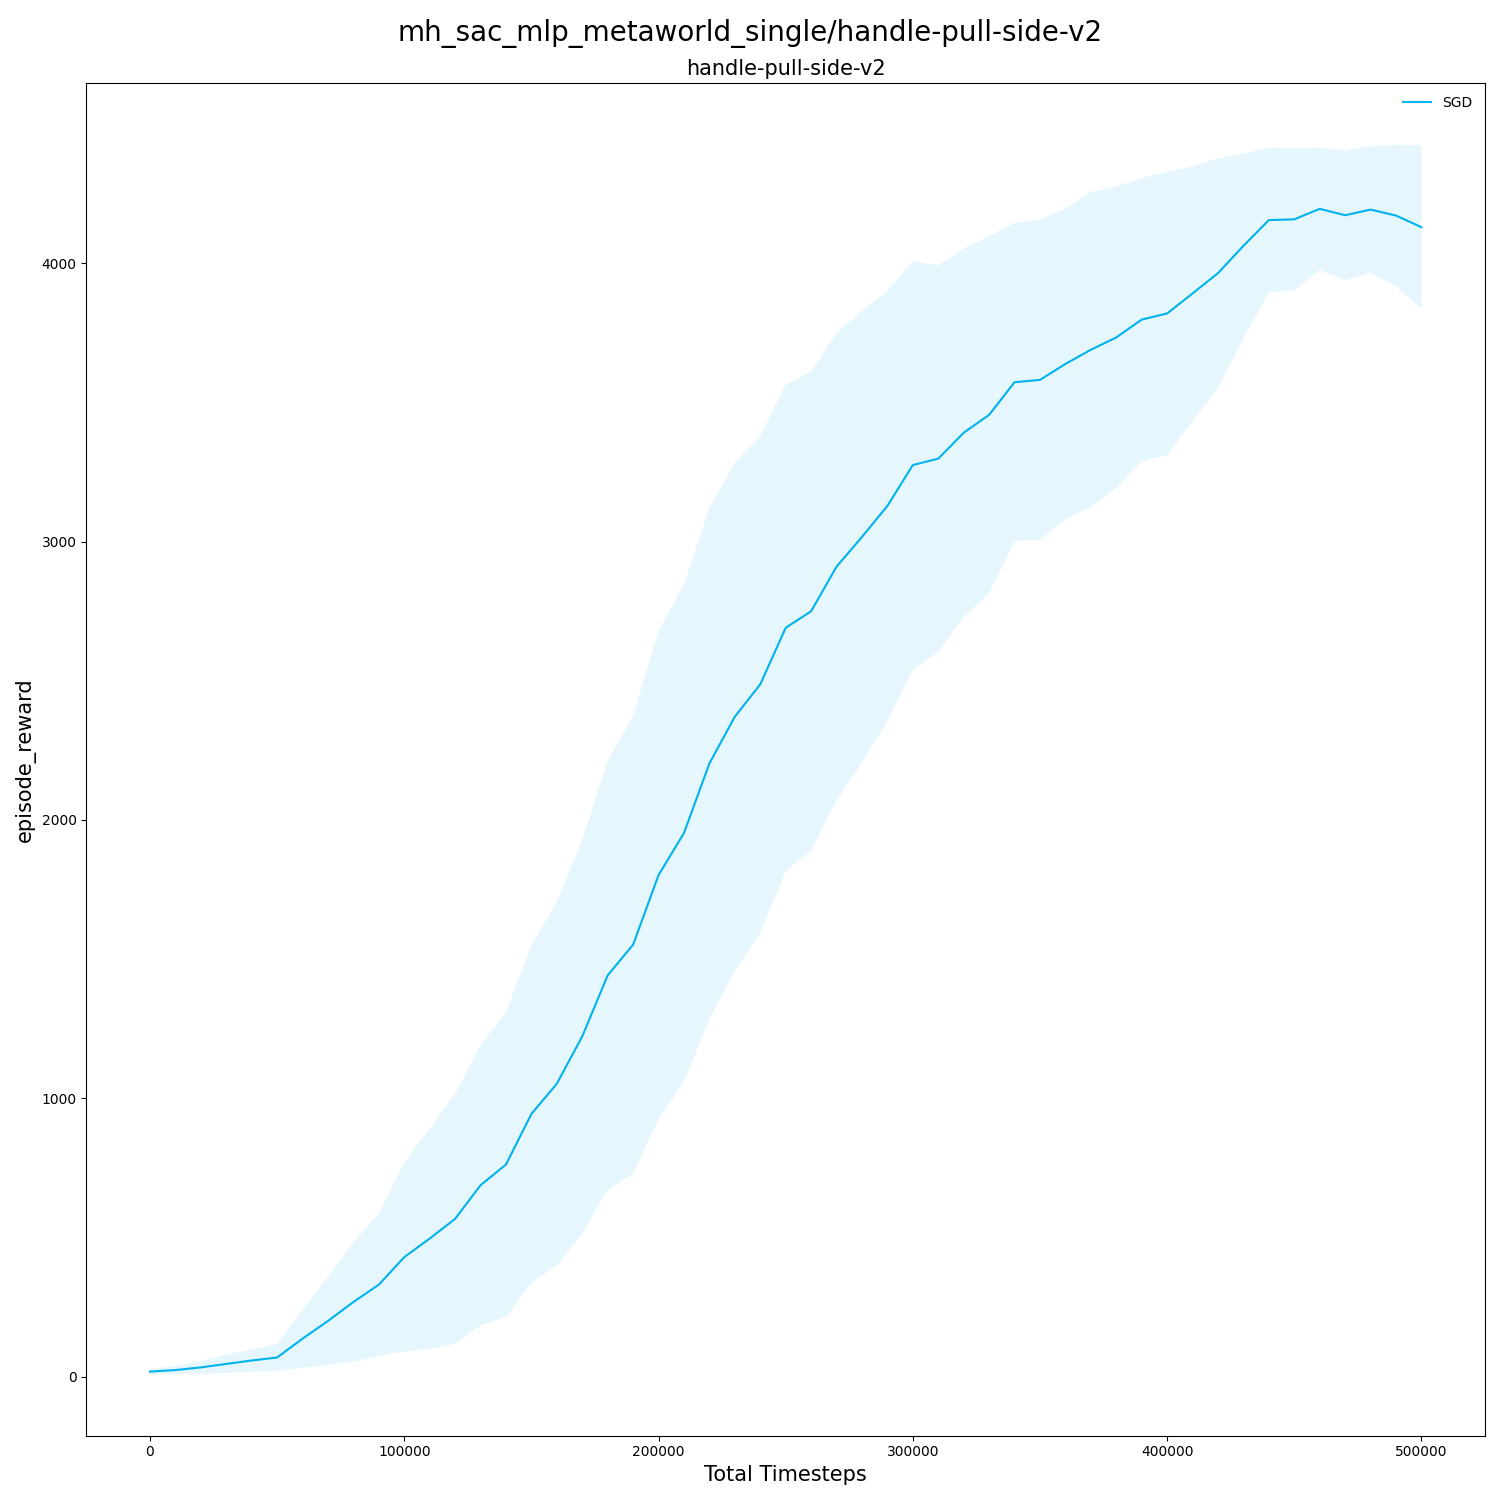 mh_sac_mlp_metaworld_single/handle-pull-side-v2
handle-pull-side-v2
SGD
episode_reward
4000
3000
2000
1000
0
0 100000 200000 300000 400000 500000
Total Timesteps